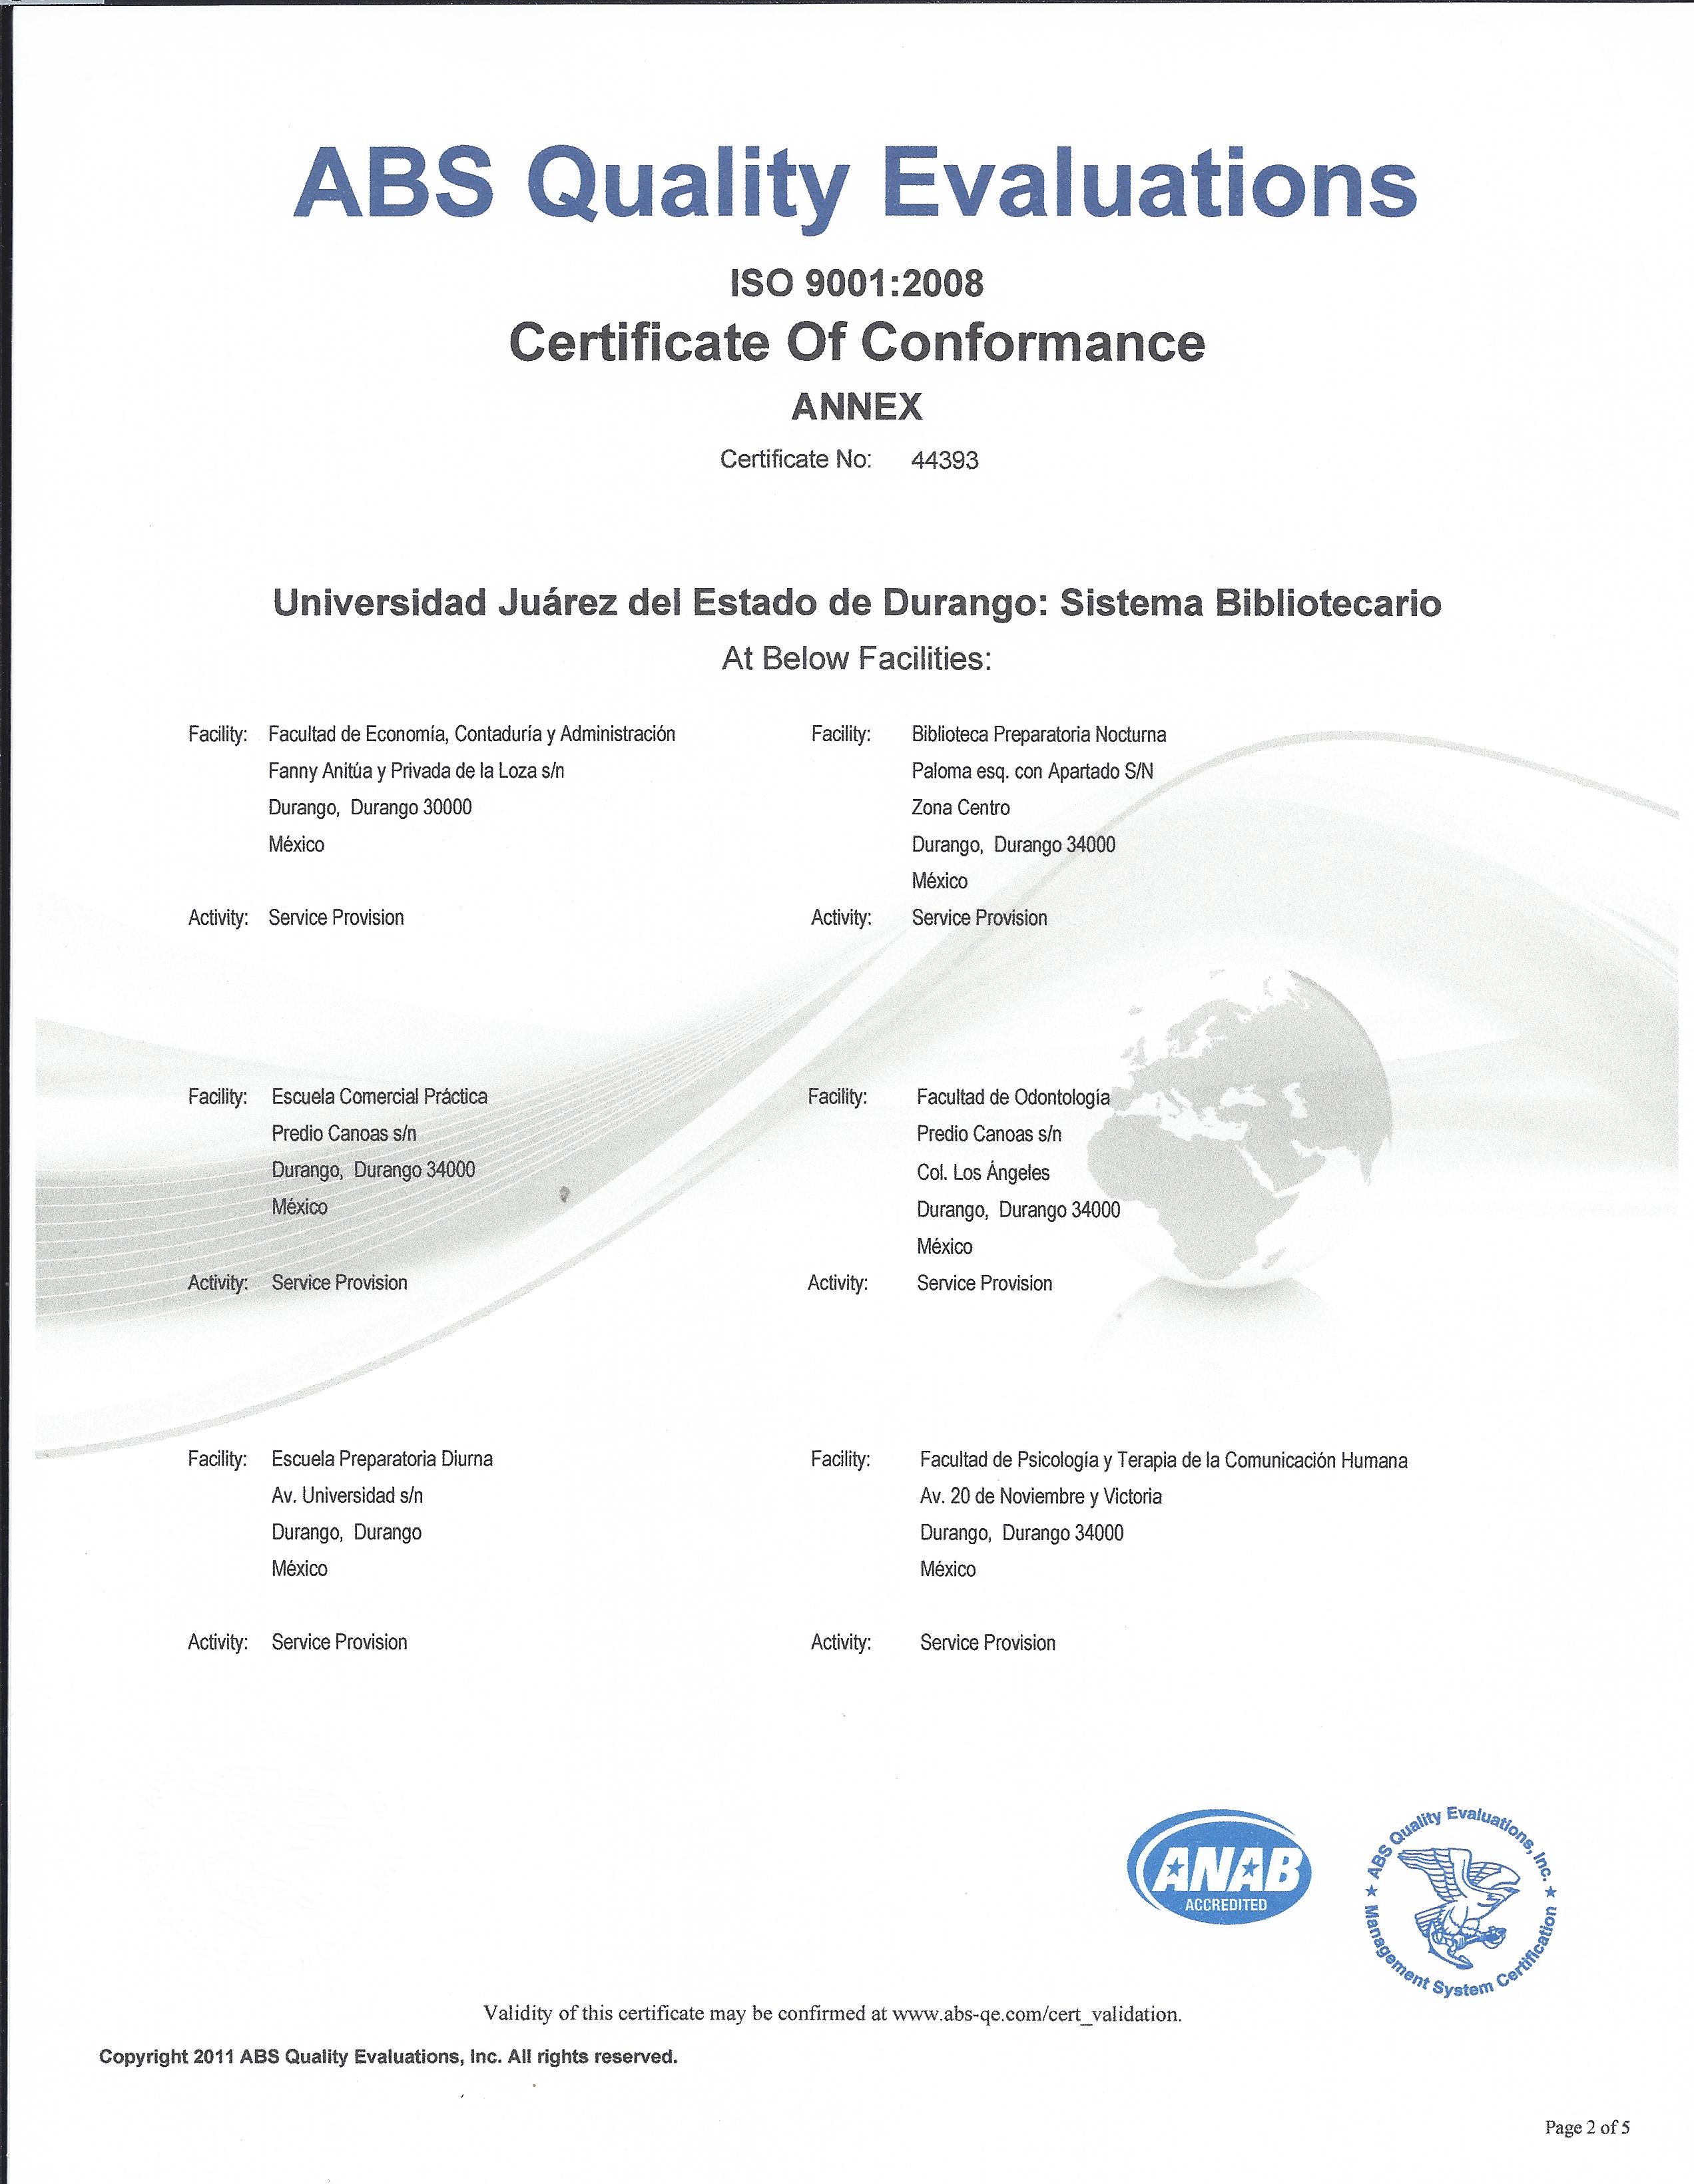 ABS Quality Evaluations
ISO 9001:2008
Certificate Of Conformance
ANNEX
Certificate No: 44393
Universidad Juárez del Estado de Durango: Sistema Bibliotecario
At Below Facilities:
Facility: Facultad de Economía, Contaduría y Administración
Fanny Anitúa y Privada de la Loza s/n
Durango, Durango 30000
México
Activity: Service Provision
Facility: Biblioteca Preparatoria Nocturna
Paloma esq. con Apartado S/N
Zona Centro
Durango, Durango 34000
México
Activity: Service Provision
Facility: Escuela Comercial Práctica
Predio Canoas s/n
Durango, Durango 34000
México
Activity: Service Provision
Facility: Facultad de Odontología
Predio Canoas s/n
Col. Los Ángeles
Durango, Durango 34000
México
Activity: Service Provision
Facility: Escuela Preparatoria Diurna
Av. Universidad s/n
Durango, Durango
México
Activity: Service Provision
Facility: Facultad de Psicología y Terapia de la Comunicación Humana
Av. 20 de Noviembre y Victoria
Durango, Durango 34000
México
Activity: Service Provision
ANAB
ACCREDITED
ABS Quality Evaluations, Inc.
Management System Certification
Validity of this certificate may be confirmed at www.abs-qe.com/cert_validation.
Copyright 2011 ABS Quality Evaluations, Inc. All rights reserved.
Page 2 of 5